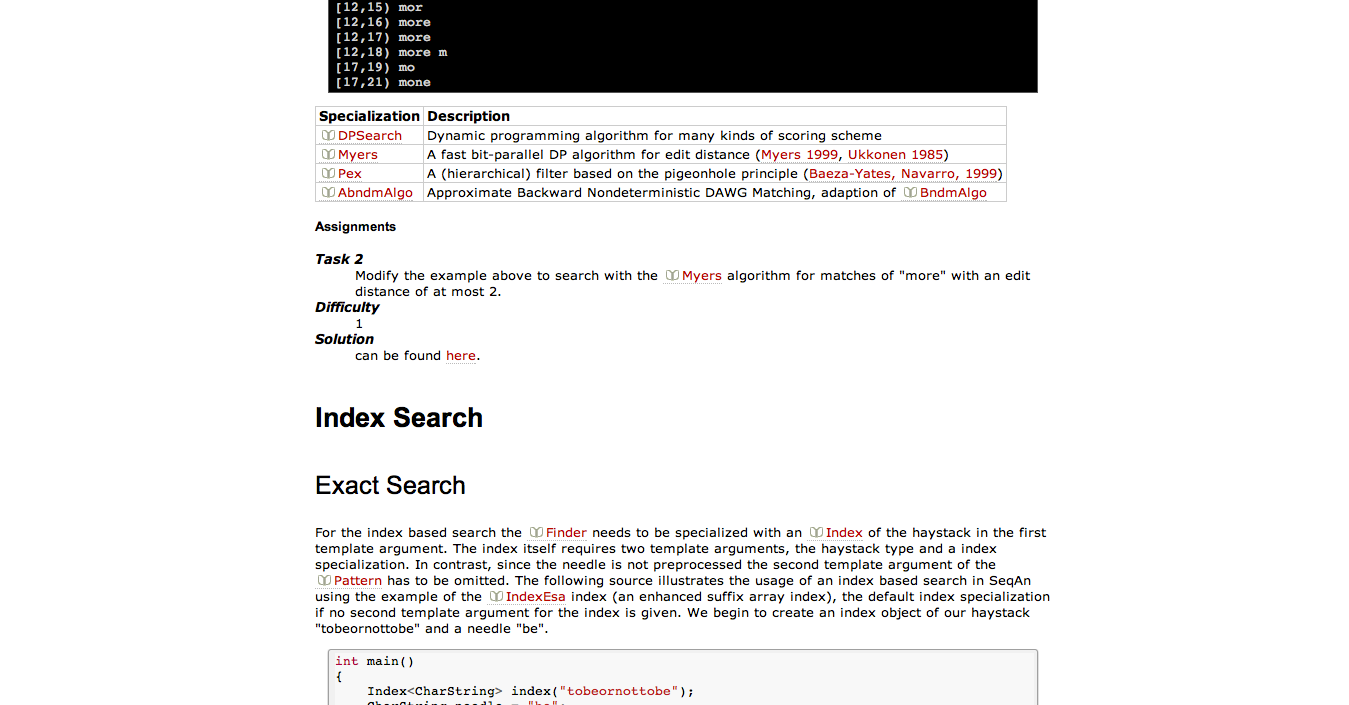 [12,15) mor
[12,16) more
[12,17) more
[12,18) more m
[17,19) mo
[17,21) mone
Specialization Description
DPSearch Dynamic programming algorithm for many kinds of scoring scheme
Myers A fast bit-parallel DP algorithm for edit distance (Myers 1999, Ukkonen 1985)
Pex A (hierarchical) filter based on the pigeonhole principle (Baeza-Yates, Navarro, 1999)
AbndmAlgo Approximate Backward Nondeterministic DAWG Matching, adaption of BndmAlgo
Assignments
Task 2
Modify the example above to search with the Myers algorithm for matches of "more" with an edit
distance of at most 2.
Difficulty
1
Solution
can be found here.
Index Search
Exact Search
For the index based search the Finder needs to be specialized with an Index of the haystack in the first
template argument. The index itself requires two template arguments, the haystack type and a index
specialization. In contrast, since the needle is not preprocessed the second template argument of the
Pattern has to be omitted. The following source illustrates the usage of an index based search in SeqAn
using the example of the IndexEsa index (an enhanced suffix array index), the default index specialization
if no second template argument for the index is given. We begin to create an index object of our haystack
"tobeornottobe" and a needle "be".
int main()
{
Index<CharString> index("tobeornottobe");
CharString needle = "be";